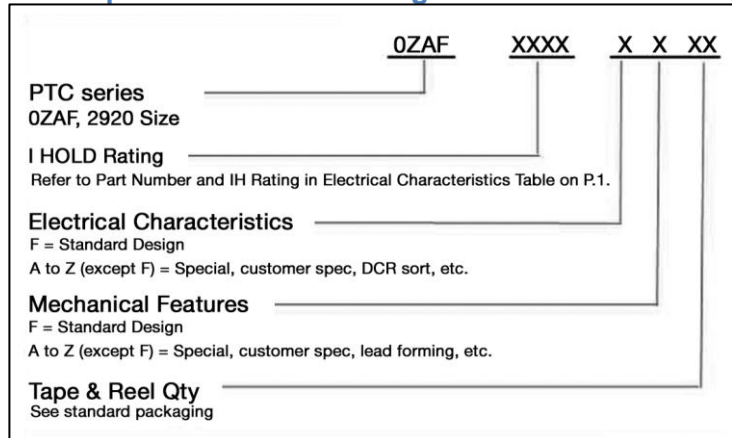 0ZAF XXXX X X XX
PTC series
0ZAF, 2920 Size
I HOLD Rating
Refer to Part Number and IH Rating in Electrical Characteristics Table on P.1.
Electrical Characteristics
F = Standard Design
A to Z (except F) = Special, customer spec, DCR sort, etc.
Mechanical Features
F = Standard Design
A to Z (except F) = Special, customer spec, lead forming, etc.
Tape & Reel Qty
See standard packaging